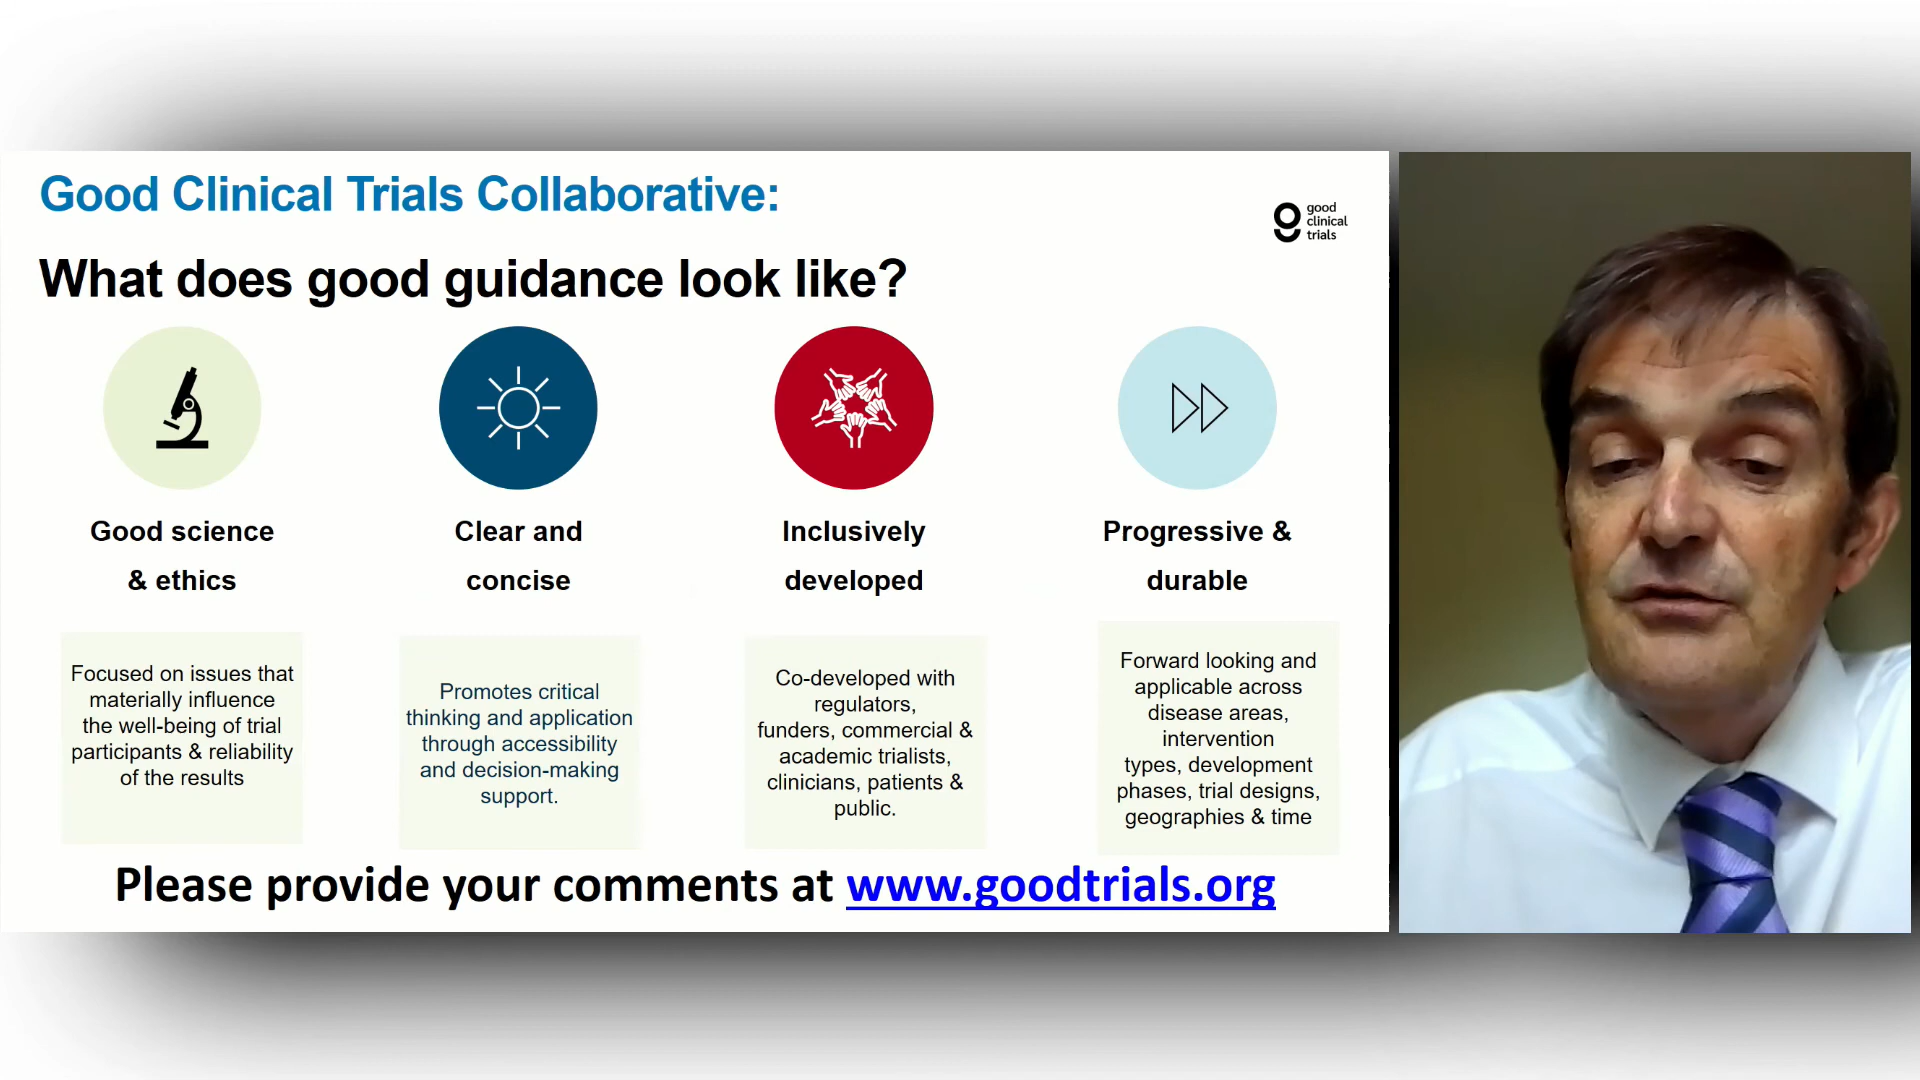 Good Clinical Trials Collaborative:
good
clinical
trials
What does good guidance look like?
Good science
& ethics
Focused on issues that
materially influence
the well-being of trial
participants & reliability
of the results
Clear and
concise
Promotes critical
thinking and application
through accessibility
and decision-making
support.
Inclusively
developed
Co-developed with
regulators,
funders, commercial &
academic trialists,
clinicians, patients &
public.
Progressive &
durable
Forward looking and
applicable across
disease areas,
intervention
types, development
phases, trial designs,
geographies & time
Please provide your comments at www.goodtrials.org